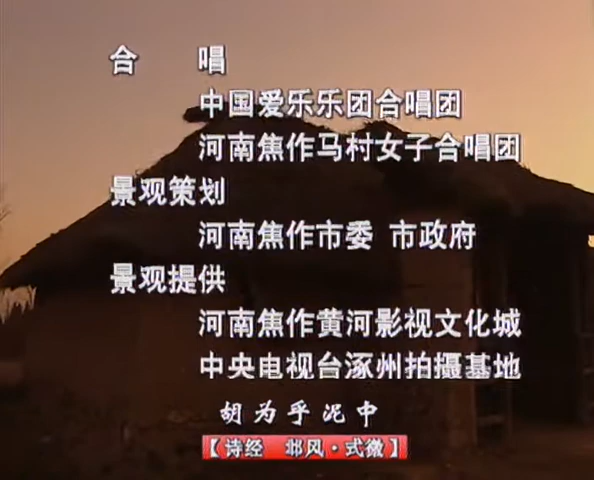 合 唱
中国爱乐乐团合唱团
河南焦作马村女子合唱团
景观策划
河南焦作市委 市政府
景观提供
河南焦作黄河影视文化城
中央电视台涿州拍摄基地
胡为乎泥中
【诗经 邶风·式微】